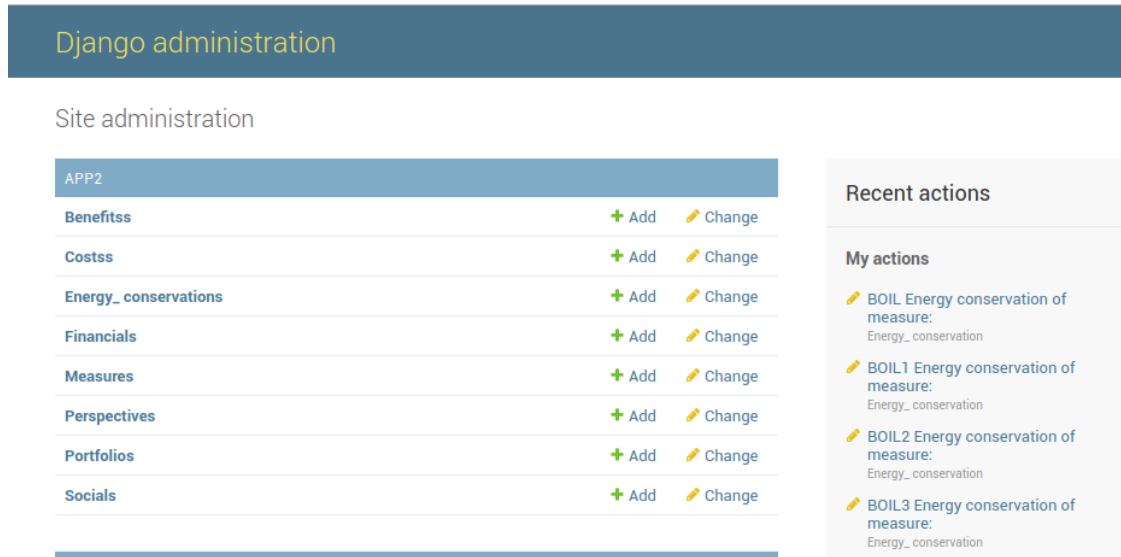 Django administration
Site administration
APP2
Benefitss Add Change
Costss Add Change
Energy_ conservations Add Change
Financials Add Change
Measures Add Change
Perspectives Add Change
Portfolios Add Change
Socials Add Change
Recent actions
My actions
BOIL Energy conservation of
measure:
Energy_ conservation
BOIL1 Energy conservation of
measure:
Energy_ conservation
BOIL2 Energy conservation of
measure:
Energy_ conservation
BOIL3 Energy conservation of
measure:
Energy_ conservation